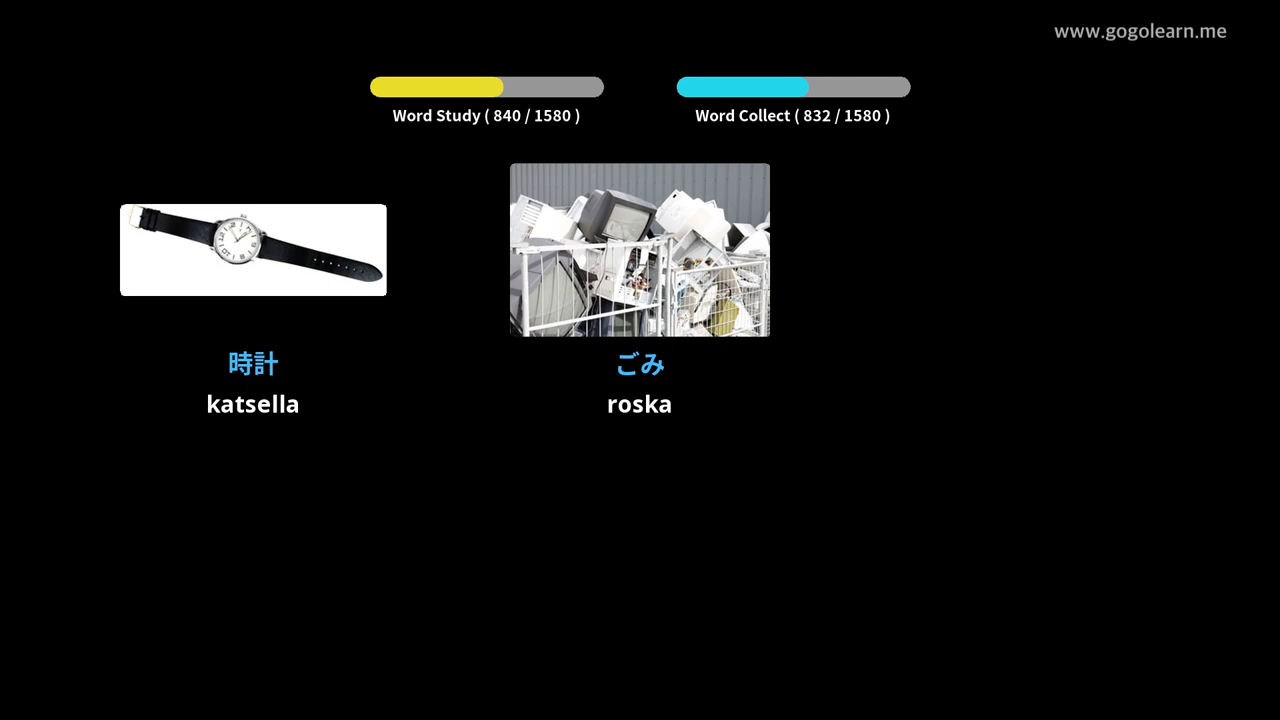 www.gogolearn.me
Word Study ( 840 / 1580 )
Word Collect ( 832 / 1580 )
時計
katsella
ごみ
roska